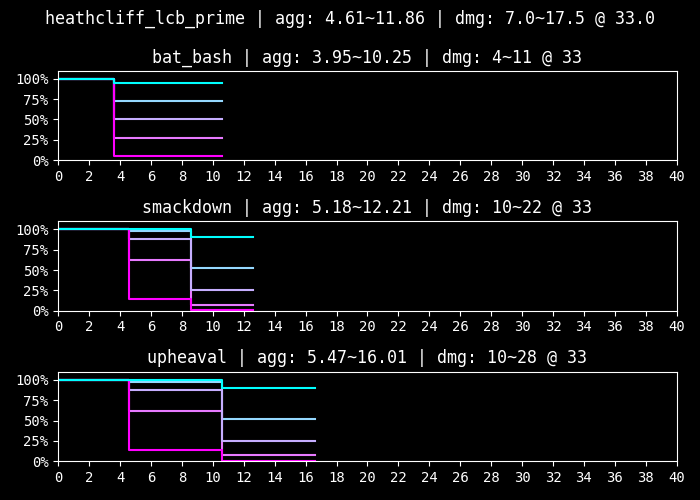 heathcliff_lcb_prime | agg: 4.61~11.86 | dmg: 7.0~17.5 @ 33.0
bat_bash | agg: 3.95~10.25 | dmg: 4~11 @ 33
100%
75%
50%
25%
0%
0 2 4 6 8 10 12 14 16 18 20 22 24 26 28 30 32 34 36 38 40
smackdown | agg: 5.18~12.21 | dmg: 10~22 @ 33
100%
75%
50%
25%
0%
0 2 4 6 8 10 12 14 16 18 20 22 24 26 28 30 32 34 36 38 40
upheaval | agg: 5.47~16.01 | dmg: 10~28 @ 33
100%
75%
50%
25%
0%
0 2 4 6 8 10 12 14 16 18 20 22 24 26 28 30 32 34 36 38 40